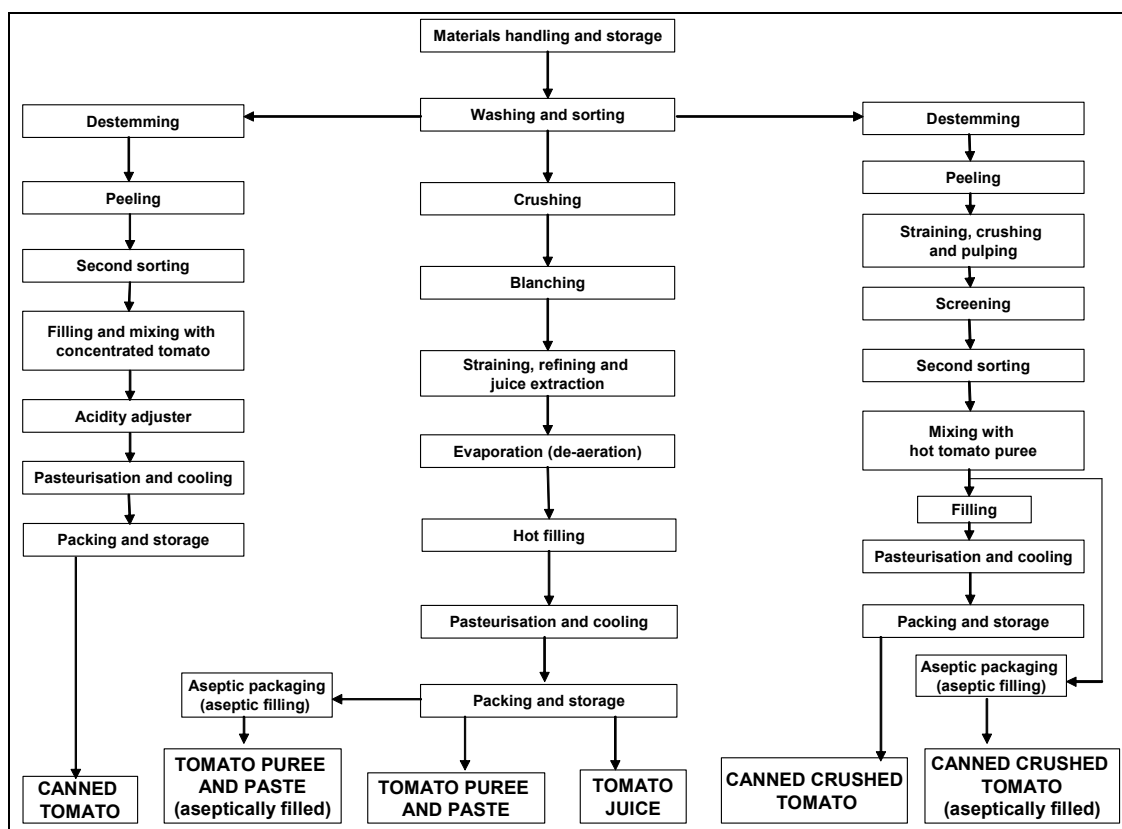 Materials handling and storage
Destemming
Washing and sorting
Destemming
Peeling
Crushing
Peeling
Second sorting
Blanching
Straining, crushing
and pulping
Screening
Filling and mixing with
concentrated tomato
Straining, refining and
juice extraction
Second sorting
Acidity adjuster
Evaporation (de-aeration)
Mixing with
hot tomato puree
Pasteurisation and cooling
Filling
Packing and storage
Hot filling
Pasteurisation and cooling
Pasteurisation and cooling
Packing and storage
Aseptic packaging
(aseptic filling)
Packing and storage
Aseptic packaging
(aseptic filling)
CANNED
TOMATO
TOMATO PUREE
AND PASTE
(aseptically filled)
TOMATO PUREE
AND PASTE
TOMATO
JUICE
CANNED CRUSHED
TOMATO
CANNED CRUSHED
TOMATO
(aseptically filled)